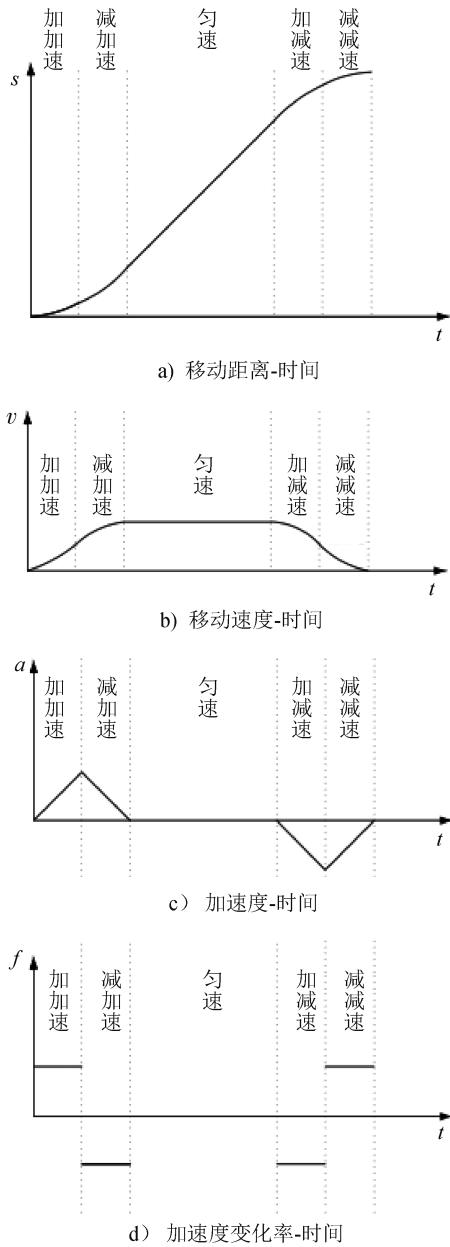 加加速 减加速 匀速 加减速 减减速
s
t
a) 移动距离-时间
v
加加速 减加速 匀速 加减速 减减速
t
b) 移动速度-时间
a
加加速 减加速 匀速 加减速 减减速
t
c） 加速度-时间
f
加加速 减加速 匀速 加减速 减减速
t
d） 加速度变化率-时间